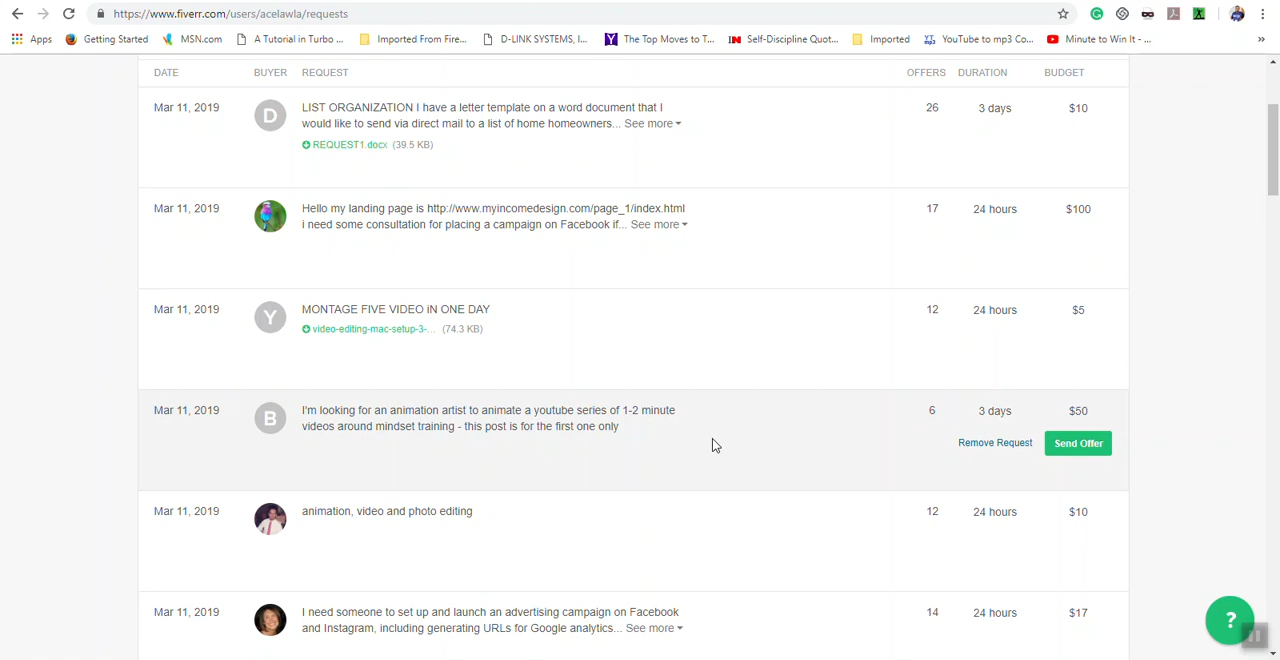 https://www.fiverr.com/users/acelawla/requests
Apps Getting Started MSN.com A Tutorial in Turbo ... Imported From Fire... D-LINK SYSTEMS, I... The Top Moves to T... Self-Discipline Quot... Imported YouTube to mp3 Co... Minute to Win It - ... »
DATE BUYER REQUEST OFFERS DURATION BUDGET
Mar 11, 2019 D LIST ORGANIZATION I have a letter template on a word document that I 26 3 days $10
would like to send via direct mail to a list of home homeowners... See more
REQUEST1.docx (39.5 KB)
Mar 11, 2019 Hello my landing page is http://www.myincomedesign.com/page_1/index.html 17 24 hours $100
i need some consultation for placing a campaign on Facebook if... See more
Mar 11, 2019 Y MONTAGE FIVE VIDEO iN ONE DAY 12 24 hours $5
video-editing-mac-setup-3-... (74.3 KB)
Mar 11, 2019 B I'm looking for an animation artist to animate a youtube series of 1-2 minute 6 3 days $50
videos around mindset training - this post is for the first one only
Remove Request Send Offer
Mar 11, 2019 animation, video and photo editing 12 24 hours $10
Mar 11, 2019 I need someone to set up and launch an advertising campaign on Facebook 14 24 hours $17
and Instagram, including generating URLs for Google analytics... See more
?